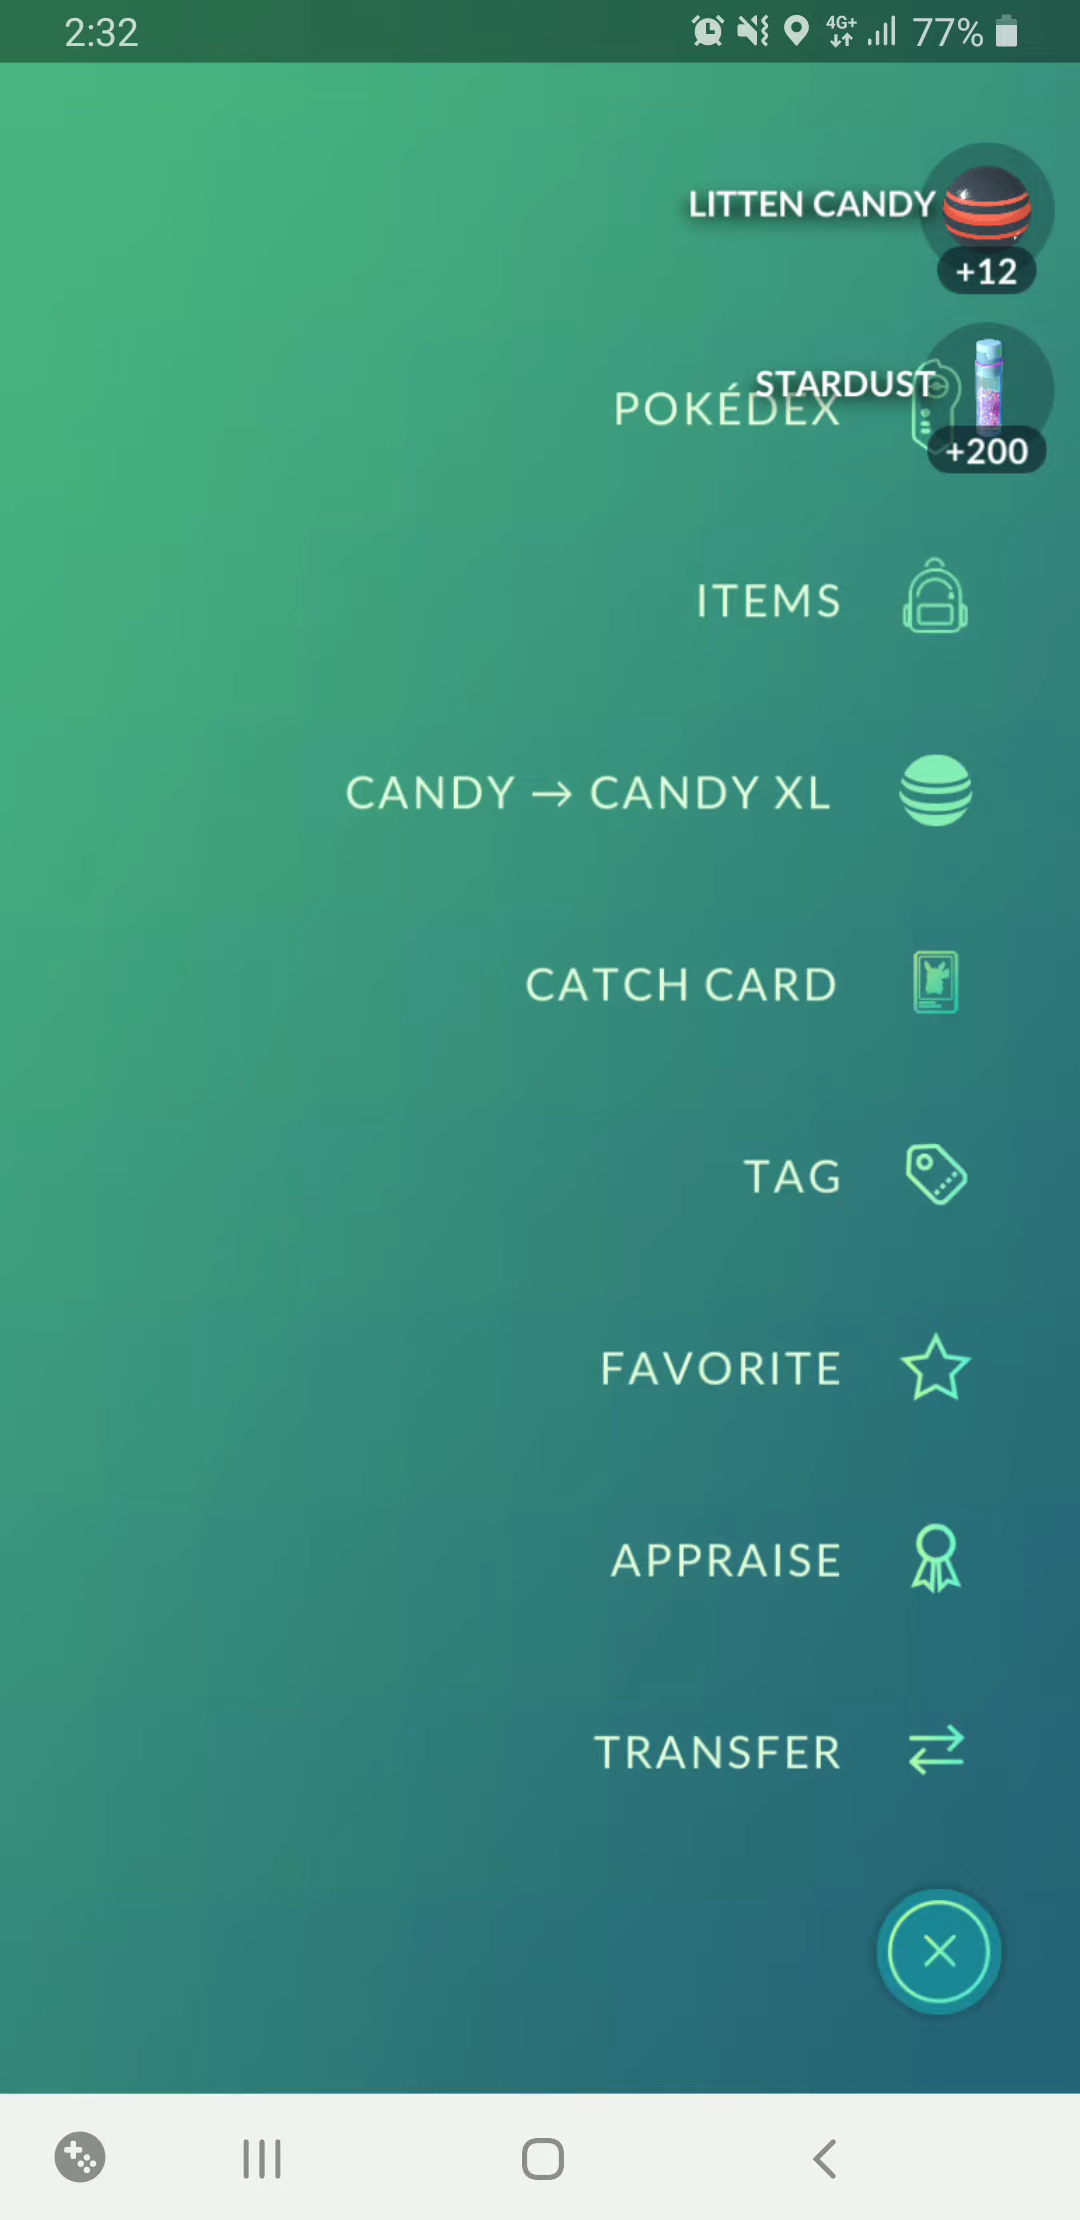 2:32
4G+
77%
LITTEN CANDY
+12
STARDUST
POKÉDEX
+200
ITEMS
CANDY → CANDY XL
CATCH CARD
TAG
FAVORITE
APPRAISE
TRANSFER